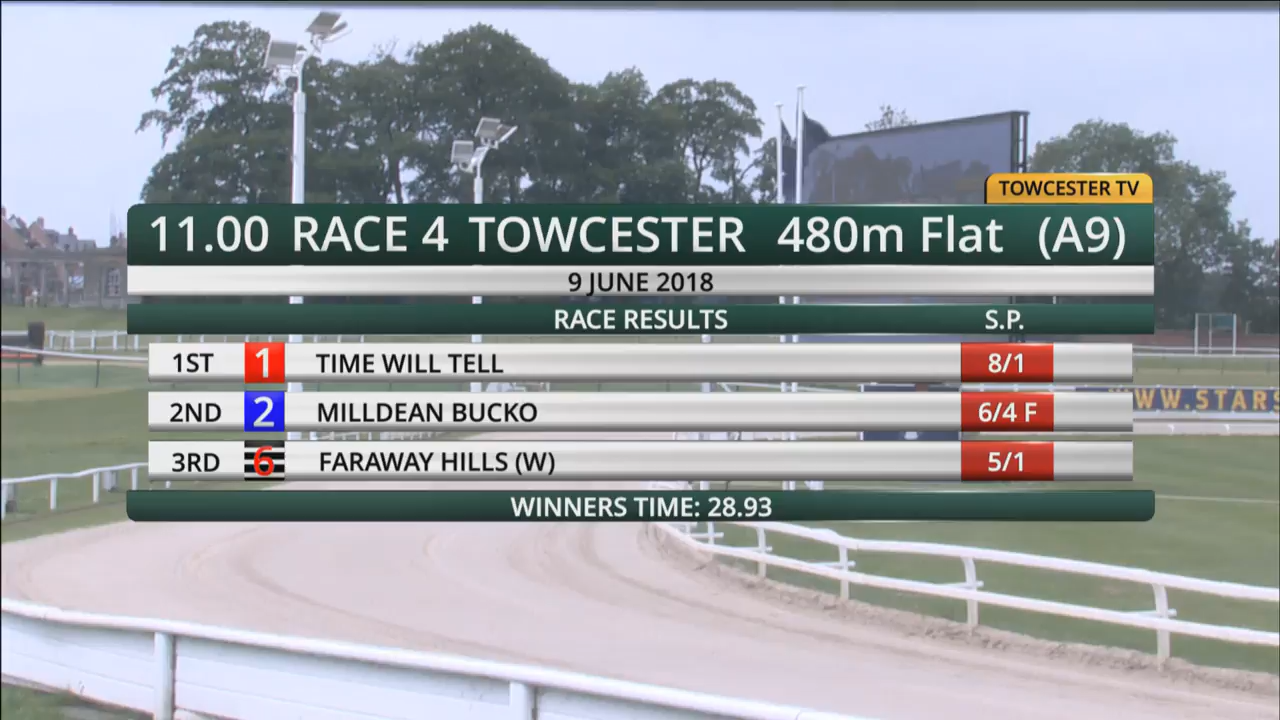 TOWCESTER TV
11.00 RACE 4 TOWCESTER 480m Flat (A9)
9 JUNE 2018
RACE RESULTS S.P.
1ST 1 TIME WILL TELL 8/1
2ND 2 MILLDEAN BUCKO 6/4 F
3RD 6 FARAWAY HILLS (W) 5/1
WWW.STARS
WINNERS TIME: 28.93